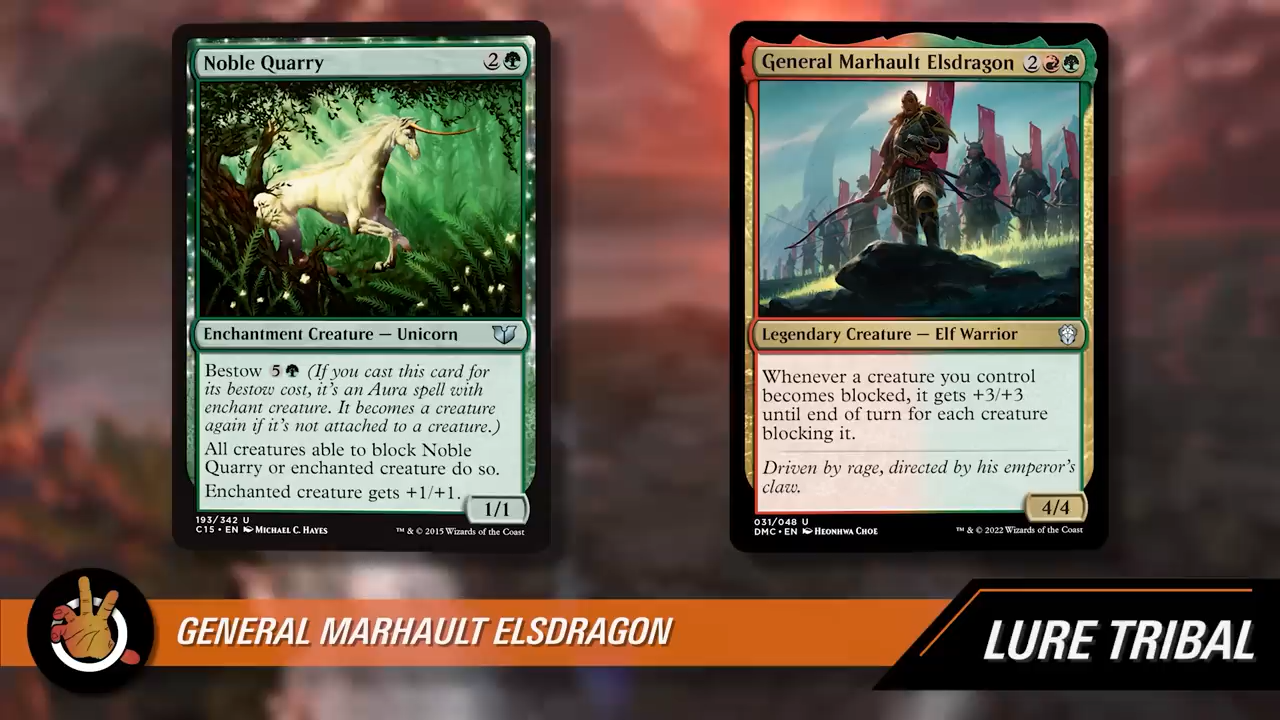 Noble Quarry 2
Enchantment Creature — Unicorn
Bestow 5 (If you cast this card for
its bestow cost, it's an Aura spell with
enchant creature. It becomes a creature
again if it's not attached to a creature.)
All creatures able to block Noble
Quarry or enchanted creature do so.
Enchanted creature gets +1/+1.
1/1
193/342 U
C15 • EN Michael C. Hayes
™ & © 2015 Wizards of the Coast
General Marhault Elsdragon 2
Legendary Creature — Elf Warrior
Whenever a creature you control
becomes blocked, it gets +3/+3
until end of turn for each creature
blocking it.
Driven by rage, directed by his emperor's
claw.
4/4
031/048 U
DMC • EN Heonhwa Choe
™ & © 2022 Wizards of the Coast
GENERAL MARHAULT ELSDRAGON
LURE TRIBAL